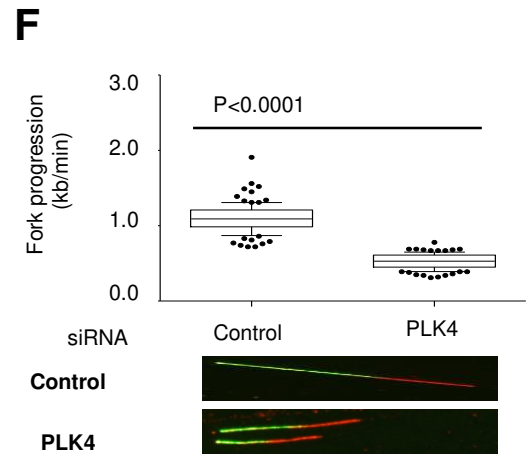 F
3.0
P<0.0001
2.0
Fork progression
(kb/min)
1.0
0.0
siRNA Control PLK4
Control
PLK4